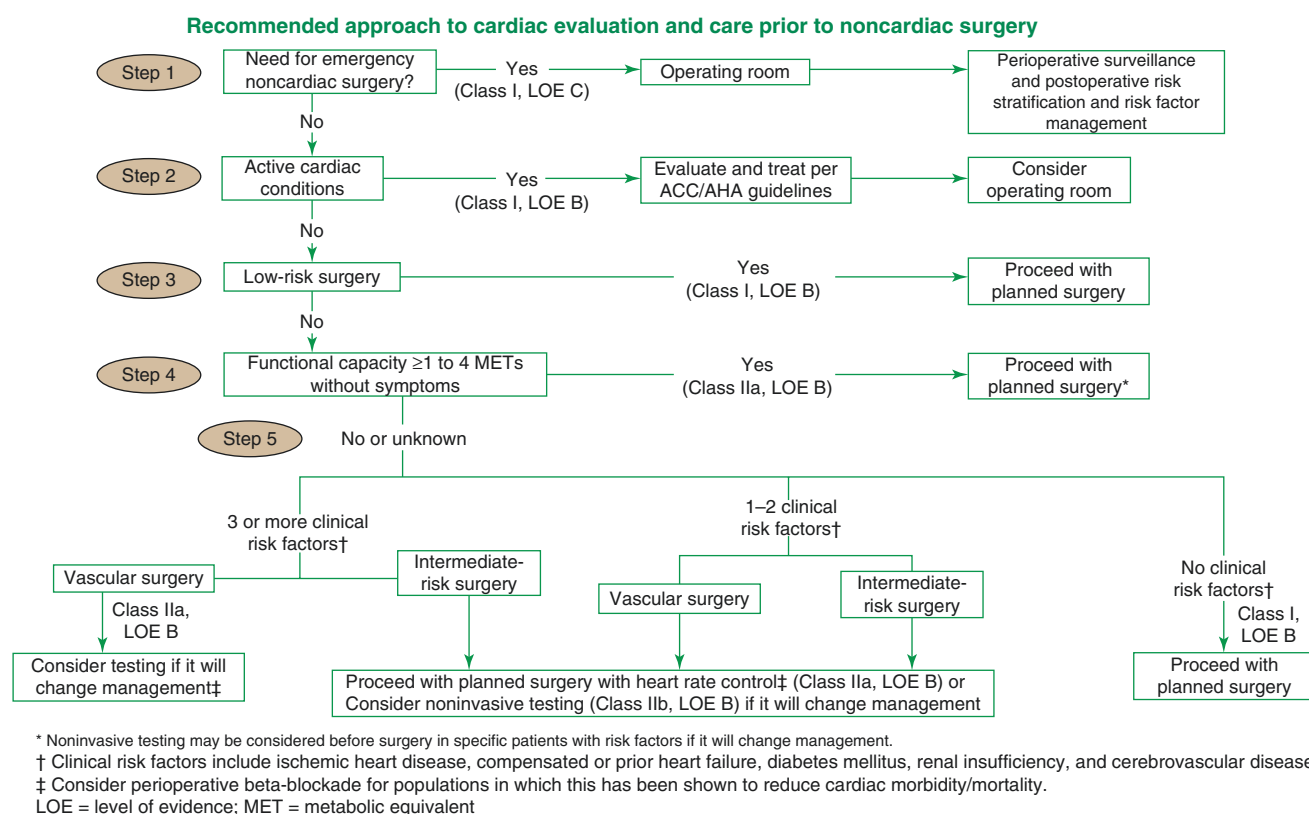 Recommended approach to cardiac evaluation and care prior to noncardiac surgery
Step 1
Need for emergency
noncardiac surgery?
Yes
(Class I, LOE C)
Operating room
Perioperative surveillance
and postoperative risk
stratification and risk factor
management
No
Step 2
Active cardiac
conditions
Yes
(Class I, LOE B)
Evaluate and treat per
ACC/AHA guidelines
Consider
operating room
No
Step 3
Low-risk surgery
Yes
(Class I, LOE B)
Proceed with
planned surgery
No
Step 4
Functional capacity ≥1 to 4 METs
without symptoms
Yes
(Class IIa, LOE B)
Proceed with
planned surgery*
Step 5
No or unknown
3 or more clinical
risk factors†
Vascular surgery
Intermediate-
risk surgery
Class IIa,
LOE B
Consider testing if it will
change management‡
1–2 clinical
risk factors†
Vascular surgery
Intermediate-
risk surgery
Proceed with planned surgery with heart rate control‡ (Class IIa, LOE B) or
Consider noninvasive testing (Class IIb, LOE B) if it will change management
No clinical
risk factors†
Class I,
LOE B
Proceed with
planned surgery
* Noninvasive testing may be considered before surgery in specific patients with risk factors if it will change management.
† Clinical risk factors include ischemic heart disease, compensated or prior heart failure, diabetes mellitus, renal insufficiency, and cerebrovascular disease
‡ Consider perioperative beta-blockade for populations in which this has been shown to reduce cardiac morbidity/mortality.
LOE = level of evidence; MET = metabolic equivalent